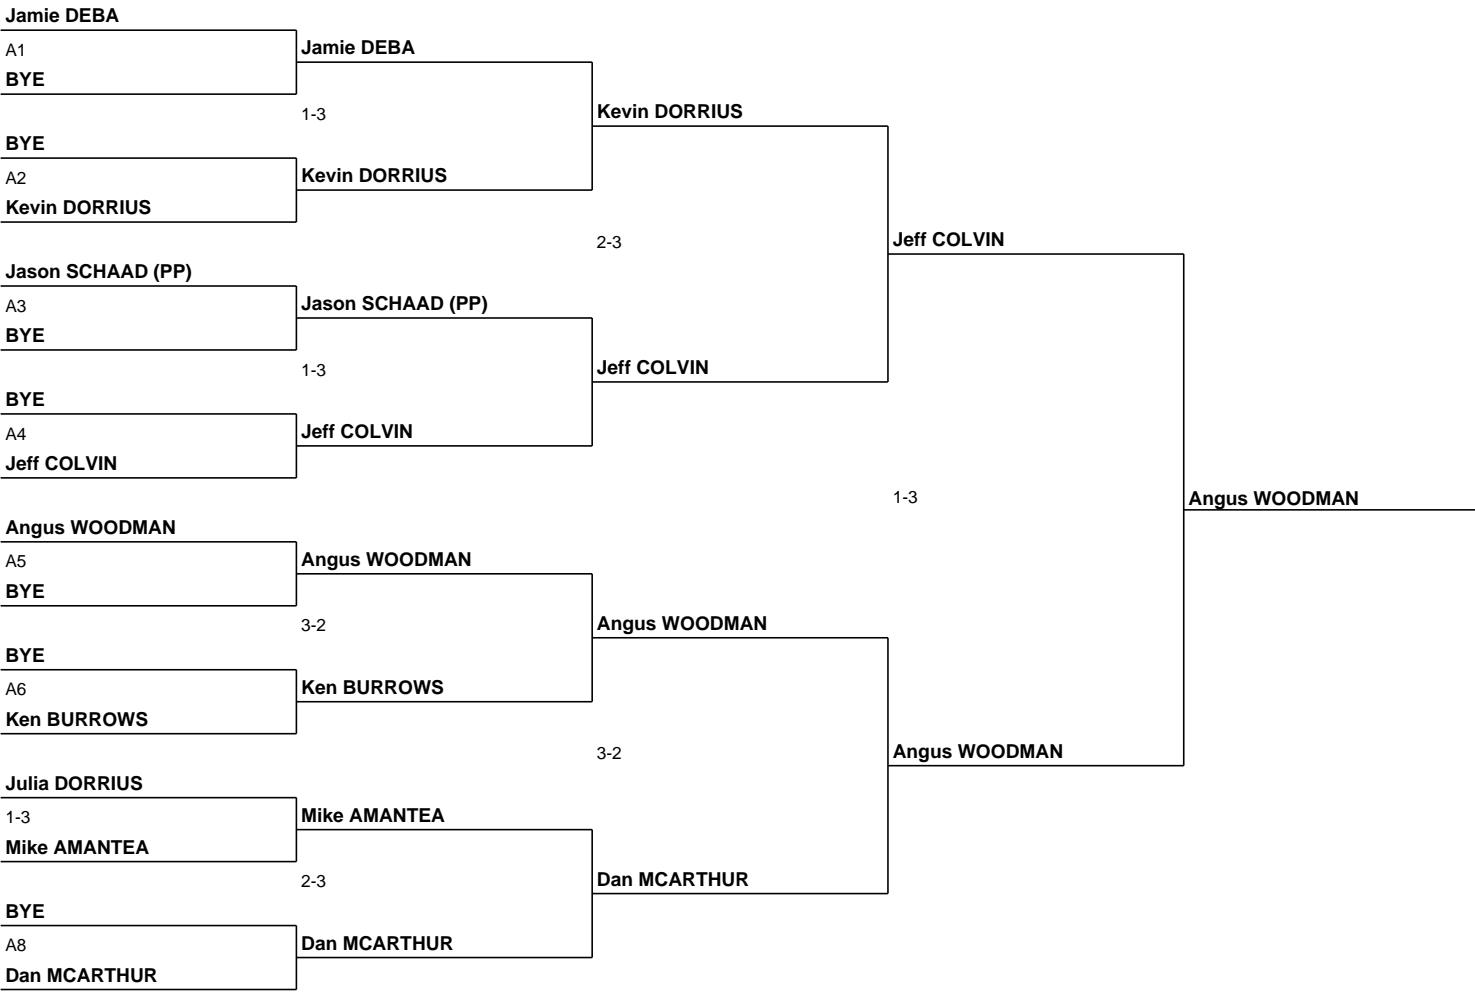 Jamie DEBA
A1
BYE
Jamie DEBA
1-3
BYE
A2
Kevin DORRIUS
Kevin DORRIUS
Kevin DORRIUS
2-3
Jason SCHAAD (PP)
A3
BYE
Jason SCHAAD (PP)
1-3
BYE
A4
Jeff COLVIN
Jeff COLVIN
Jeff COLVIN
Jeff COLVIN
1-3
Angus WOODMAN
Angus WOODMAN
A5
BYE
Angus WOODMAN
3-2
BYE
A6
Ken BURROWS
Ken BURROWS
Angus WOODMAN
3-2
Angus WOODMAN
Julia DORRIUS
1-3
Mike AMANTEA
Mike AMANTEA
2-3
BYE
A8
Dan MCARTHUR
Dan MCARTHUR
Dan MCARTHUR